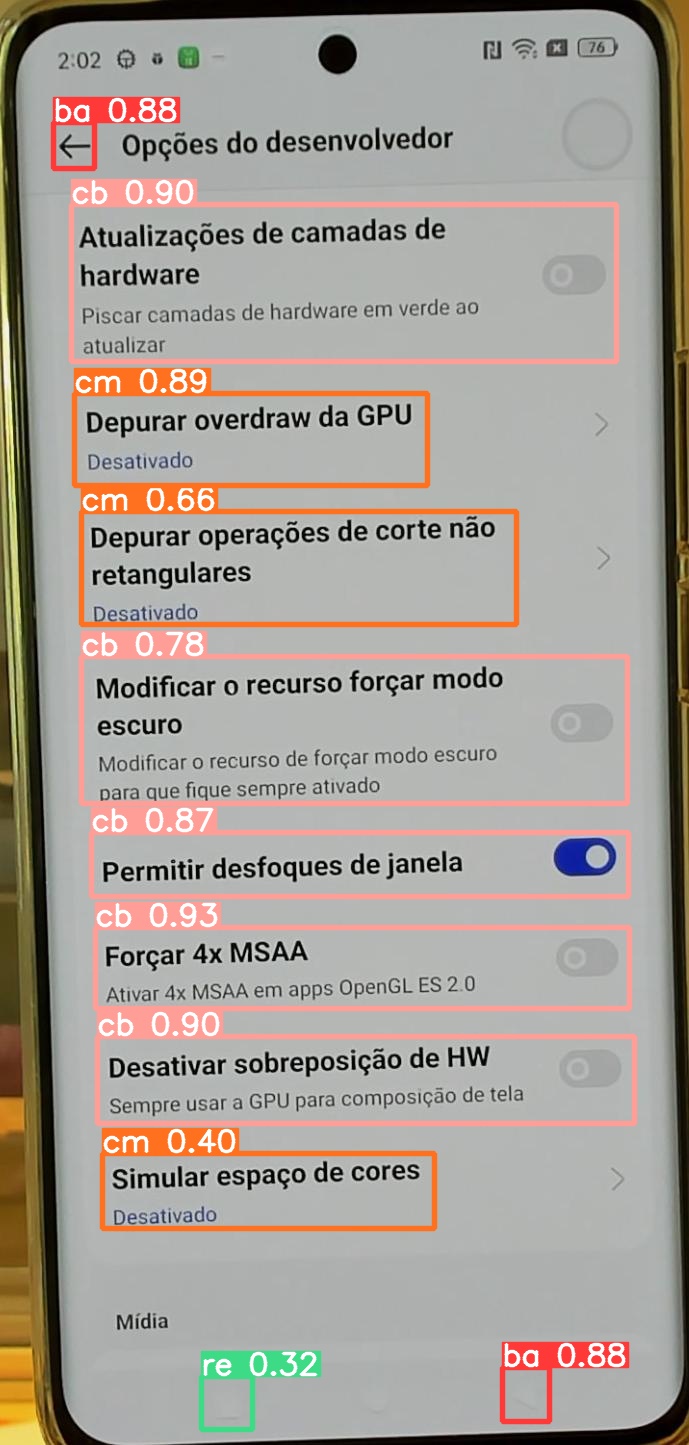 2:02
76
ba 0.88
Opções do desenvolvedor
cb 0.90
Atualizações de camadas de
hardware
Piscar camadas de hardware em verde ao
atualizar
cm 0.89
Depurar overdraw da GPU
Desativado
cm 0.66
Depurar operações de corte não
retangulares
Desativado
cb 0.78
Modificar o recurso forçar modo
escuro
Modificar o recurso de forçar modo escuro
para que fique sempre ativado
cb 0.87
Permitir desfoques de janela
cb 0.93
Forçar 4x MSAA
Ativar 4x MSAA em apps OpenGL ES 2.0
cb 0.90
Desativar sobreposição de HW
Sempre usar a GPU para composição de tela
cm 0.40
Simular espaço de cores
Desativado
Mídia
re 0.32
ba 0.88